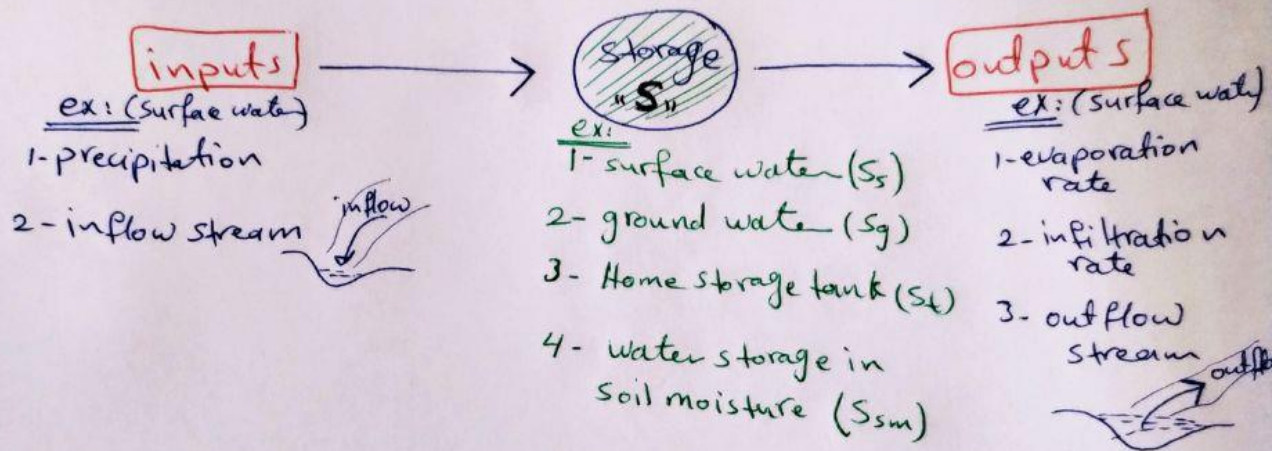 inputs
ex: (surfae water)
1- precipitation
2- inflow stream
inflow
storage
"S"
ex:
1- surface water (Ss)
2- ground water (Sg)
3- Home storage tank (St)
4- water storage in
soil moisture (Ssm)
outputs
ex: (surface water)
1- evaporation
rate
2- infiltration
rate
3- outflow
stream
outflo